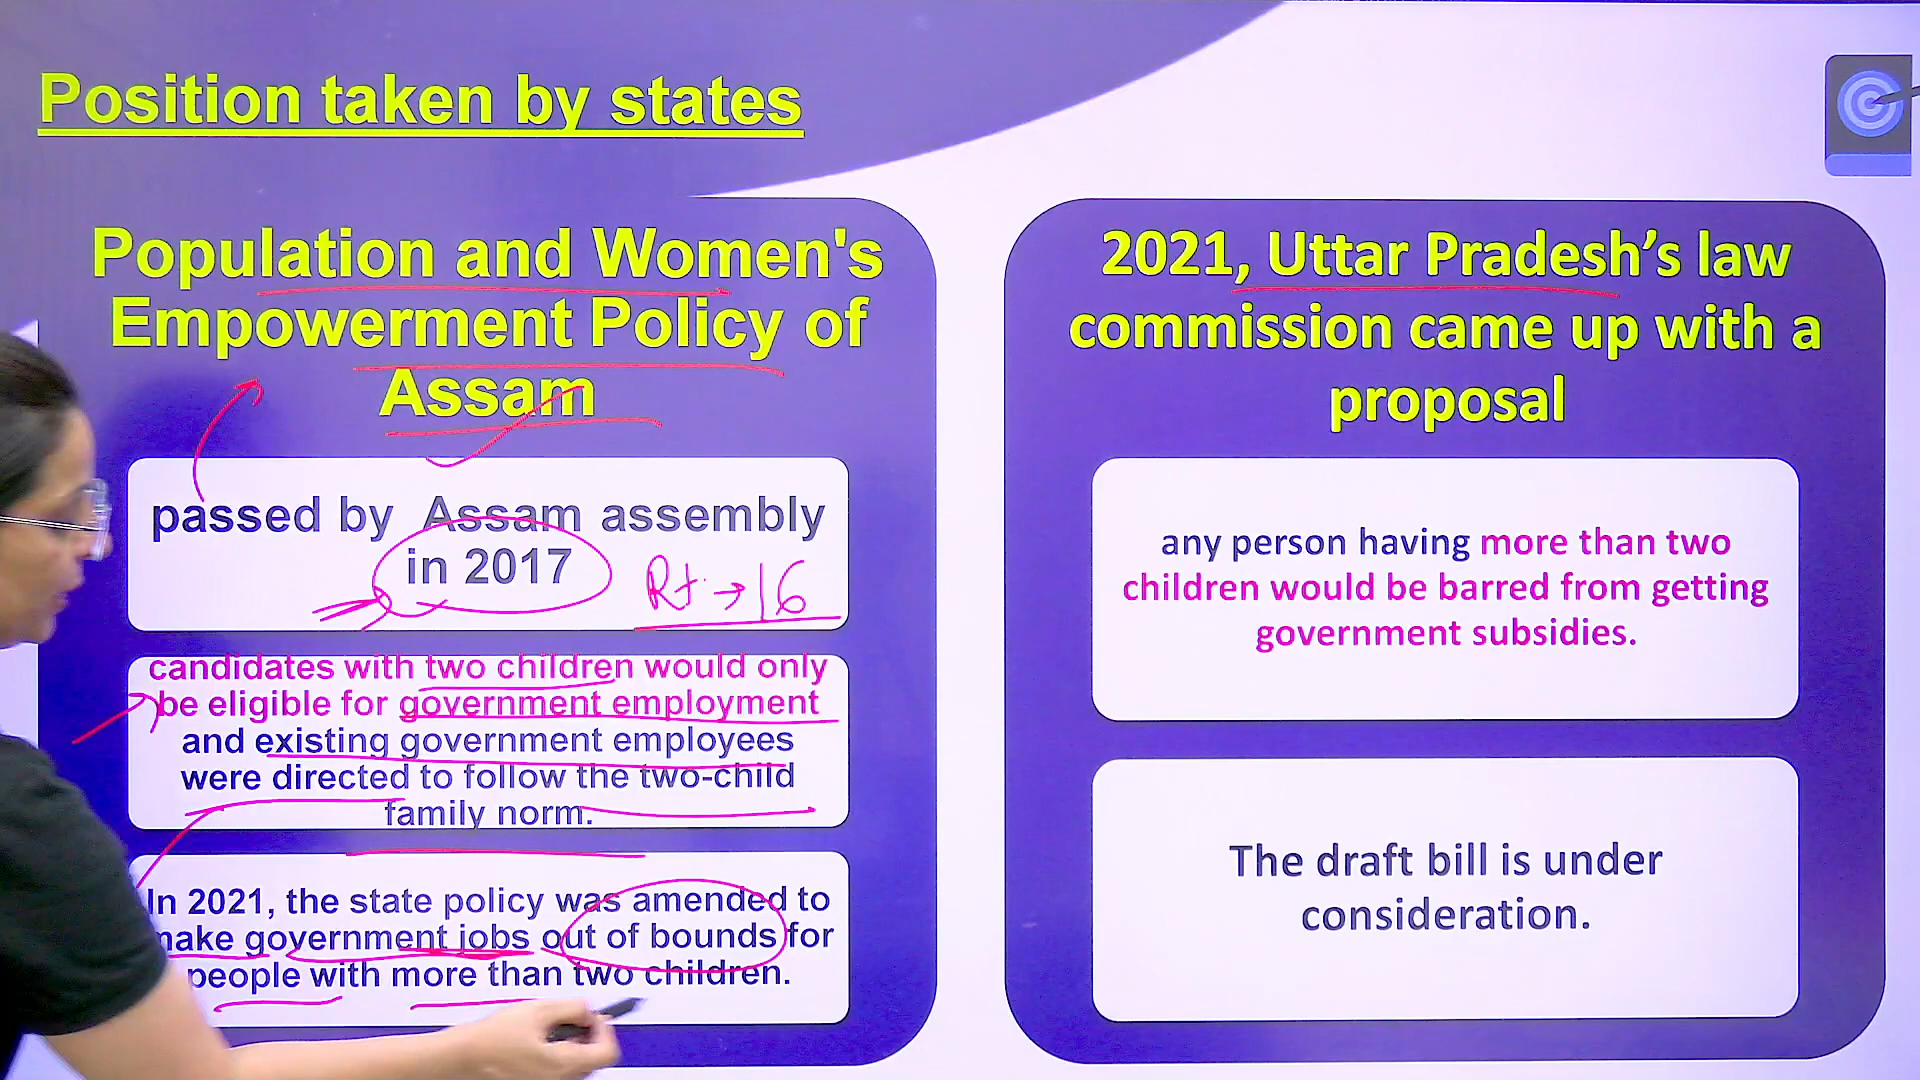 Position taken by states
Population and Women's
Empowerment Policy of
Assam
passed by Assam assembly
in 2017
Rt. → 16
candidates with two children would only
be eligible for government employment
and existing government employees
were directed to follow the two-child
family norm.
In 2021, the state policy was amended to
make government jobs out of bounds for
people with more than two children.
2021, Uttar Pradesh’s law
commission came up with a
proposal
any person having more than two
children would be barred from getting
government subsidies.
The draft bill is under
consideration.